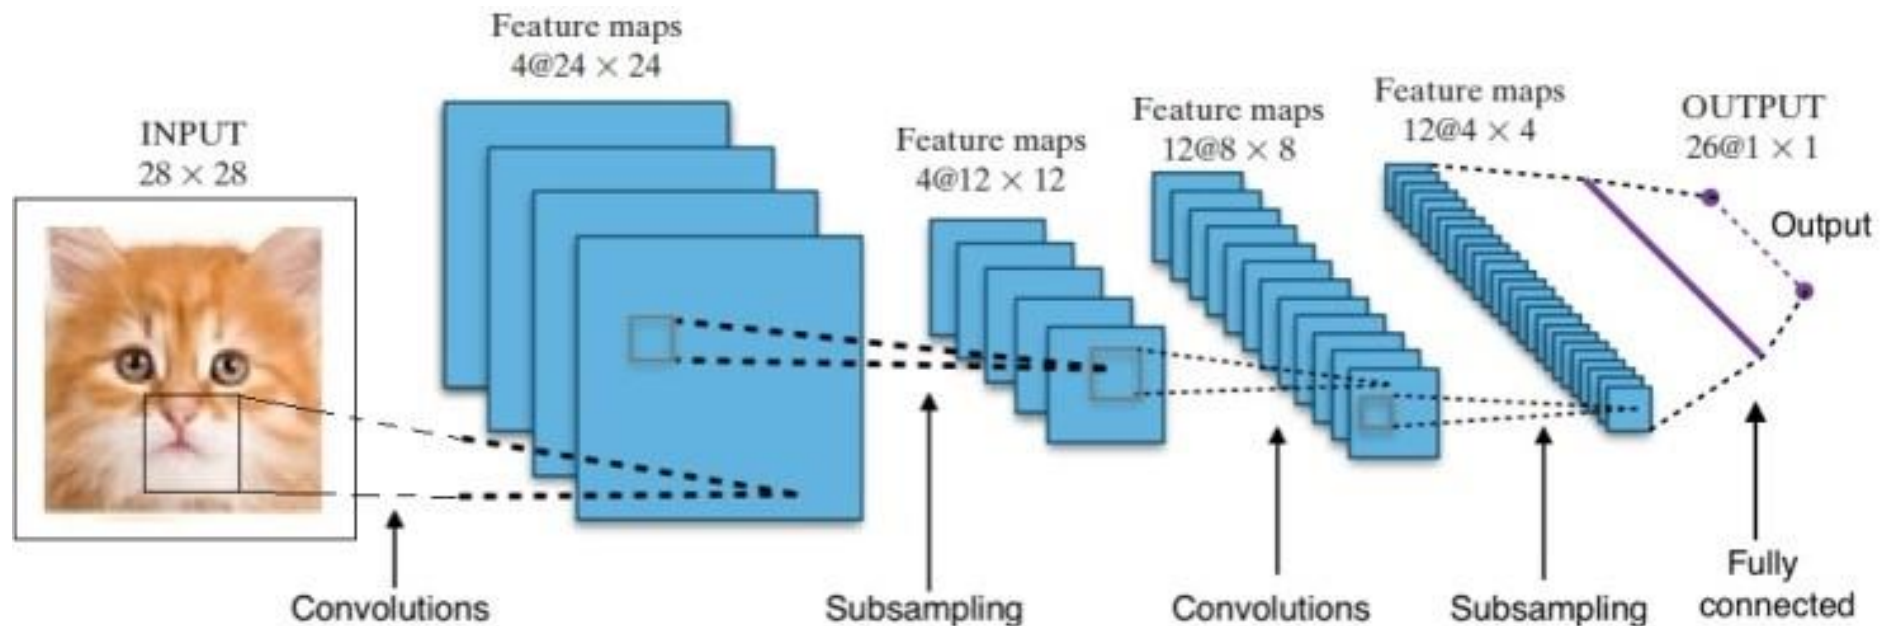 INPUT
28 × 28
Feature maps
4@24 × 24
Feature maps
4@12 × 12
Feature maps
12@8 × 8
Feature maps
12@4 × 4
OUTPUT
26@1 × 1
Output
Convolutions
Subsampling
Convolutions
Subsampling
Fully
connected